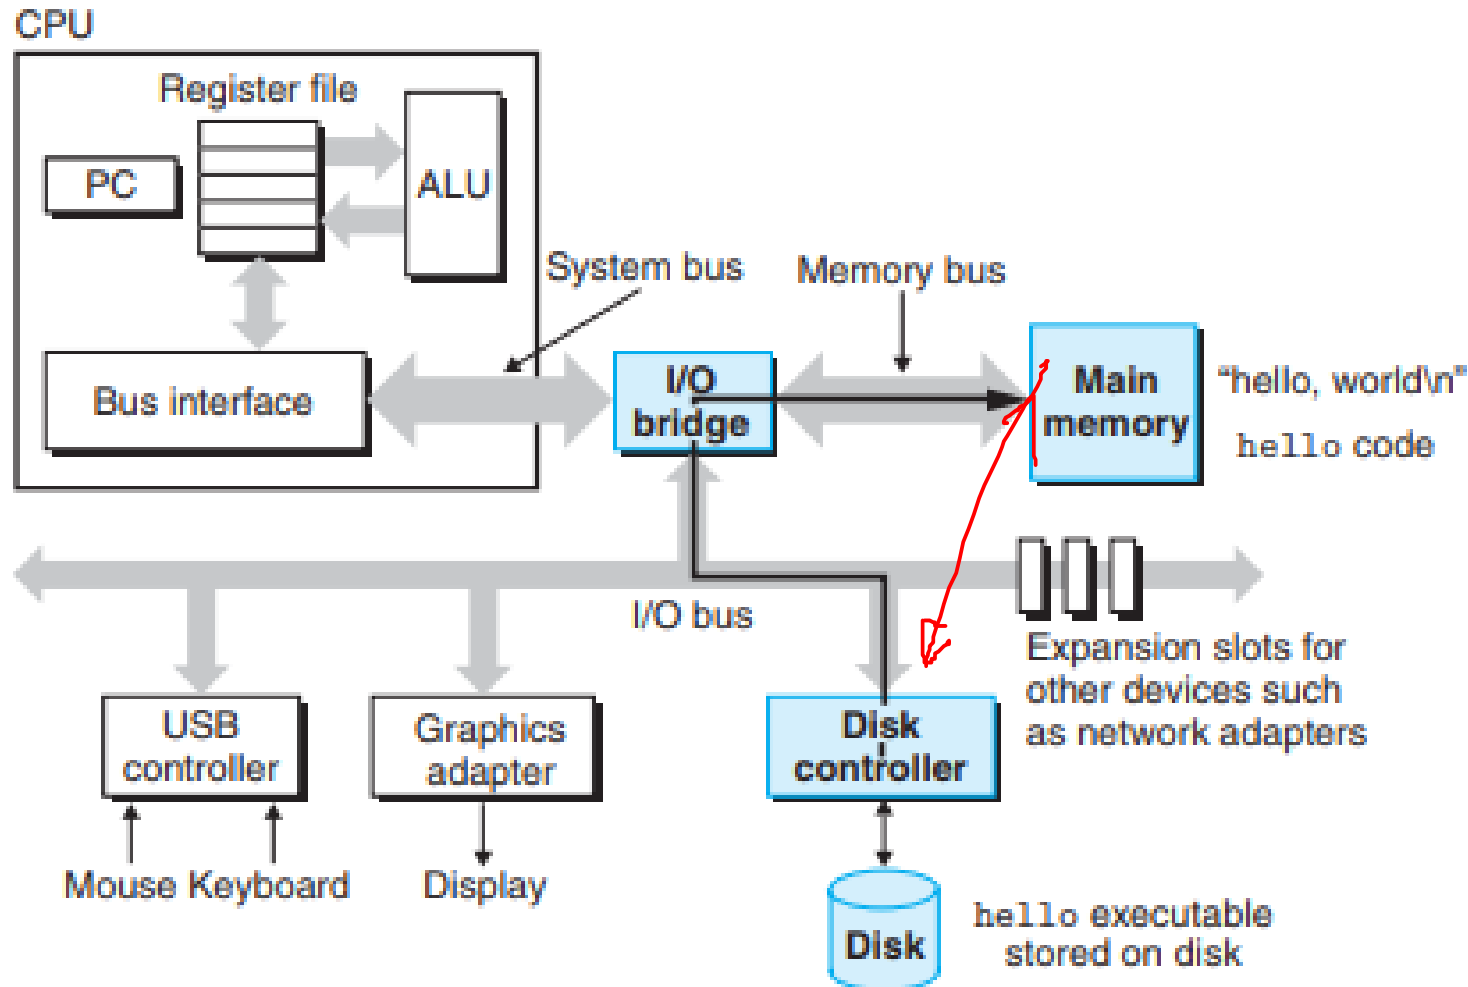 CPU
Register file
PC
ALU
System bus
Memory bus
Bus interface
I/O
bridge
Main
memory
"hello, world\n"
hello code
I/O bus
Expansion slots for
other devices such
as network adapters
USB
controller
Graphics
adapter
Disk
controller
Mouse Keyboard
Display
Disk
hello executable
stored on disk